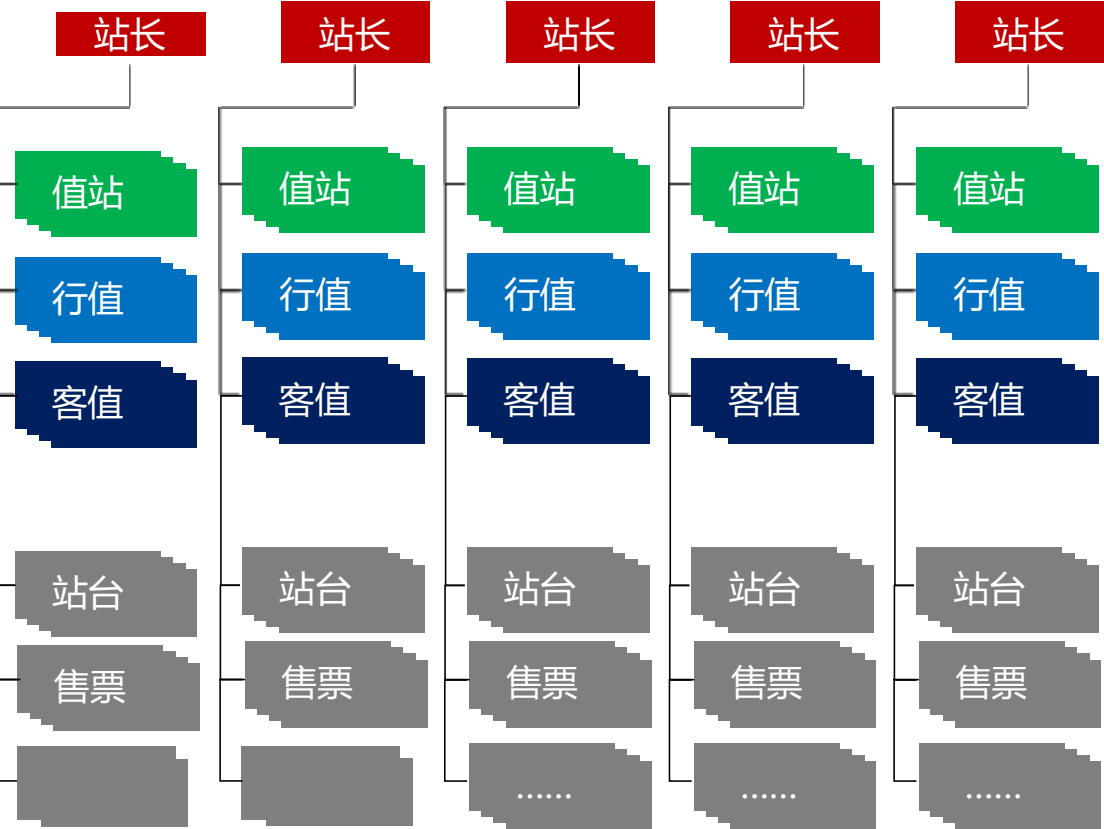 站长 站长 站长 站长 站长
值站 值站 值站 值站 值站
行值 行值 行值 行值 行值
客值 客值 客值 客值 客值
站台 站台 站台 站台 站台
售票 售票 售票 售票 售票
...... ...... ......